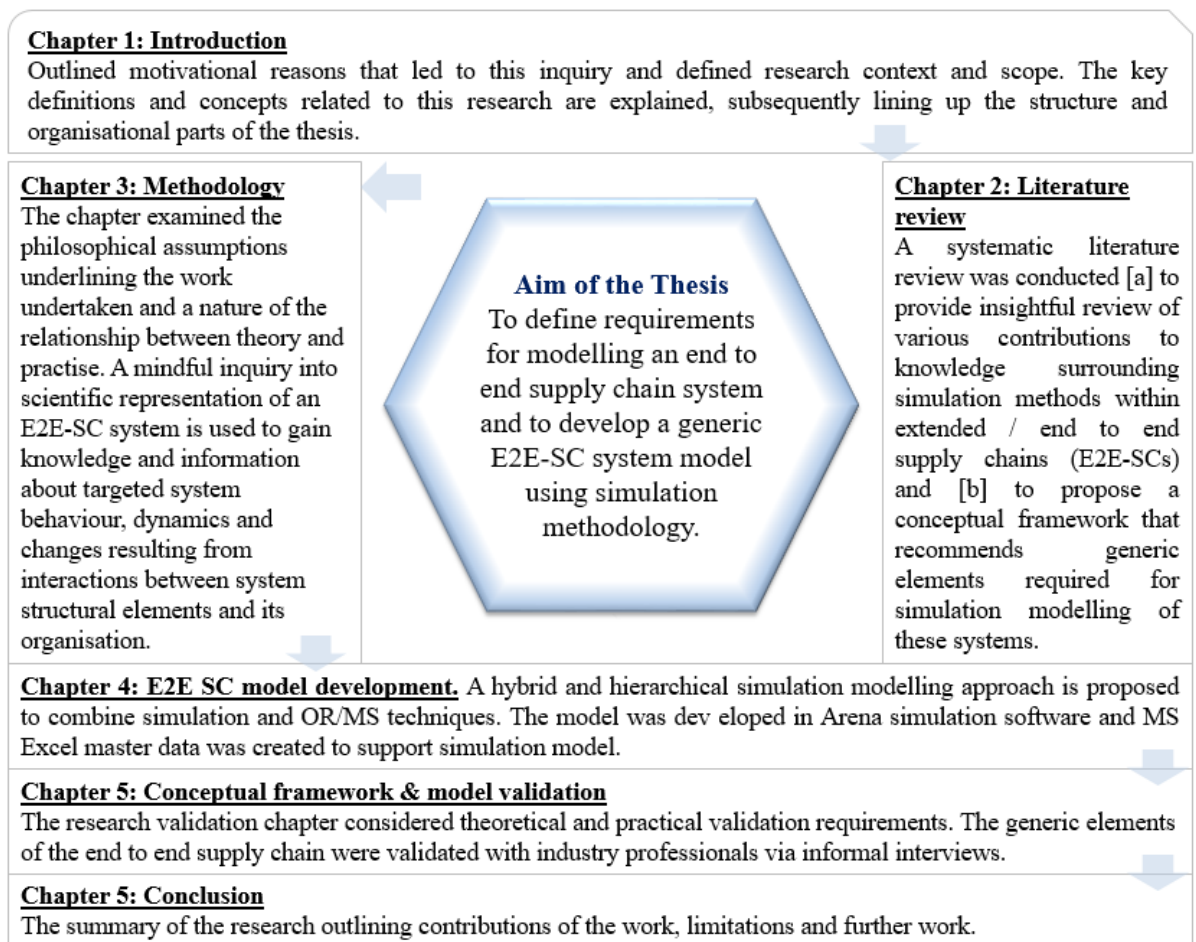 Chapter 1: Introduction
Outlined motivational reasons that led to this inquiry and defined research context and scope. The key
definitions and concepts related to this research are explained, subsequently lining up the structure and
organisational parts of the thesis.
Chapter 2: Literature
review
A systematic literature
review was conducted [a] to
provide insightful review of
various contributions to
knowledge surrounding
simulation methods within
extended / end to end
supply chains (E2E-SCs)
and [b] to propose a
conceptual framework that
recommends generic
elements required for
simulation modelling of
these systems.
Aim of the Thesis
To define requirements
for modelling an end to
end supply chain system
and to develop a generic
E2E-SC system model
using simulation
methodology.
Chapter 3: Methodology
The chapter examined the
philosophical assumptions
underlining the work
undertaken and a nature of the
relationship between theory and
practise. A mindful inquiry into
scientific representation of an
E2E-SC system is used to gain
knowledge and information
about targeted system
behaviour, dynamics and
changes resulting from
interactions between system
structural elements and its
organisation.
Chapter 4: E2E SC model development. A hybrid and hierarchical simulation modelling approach is proposed
to combine simulation and OR/MS techniques. The model was dev eloped in Arena simulation software and MS
Excel master data was created to support simulation model.
Chapter 5: Conceptual framework & model validation
The research validation chapter considered theoretical and practical validation requirements. The generic elements
of the end to end supply chain were validated with industry professionals via informal interviews.
Chapter 5: Conclusion
The summary of the research outlining contributions of the work, limitations and further work.